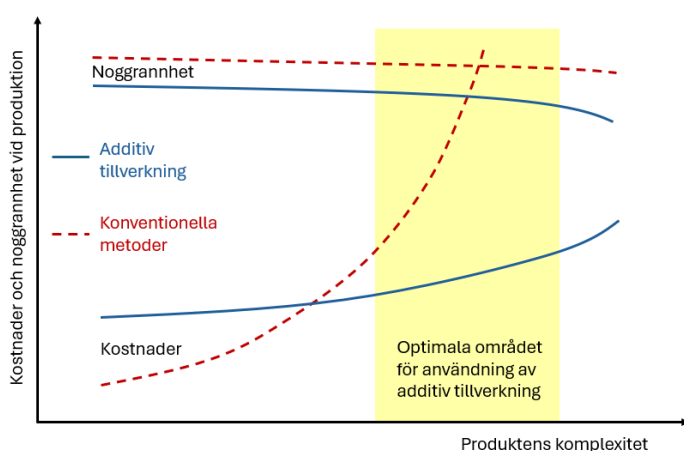 Kostnader och noggrannhet vid produktion
Noggrannhet
Additiv
tillverkning
Konventionella
metoder
Kostnader
Optimala området
för användning av
additiv tillverkning
Produktens komplexitet